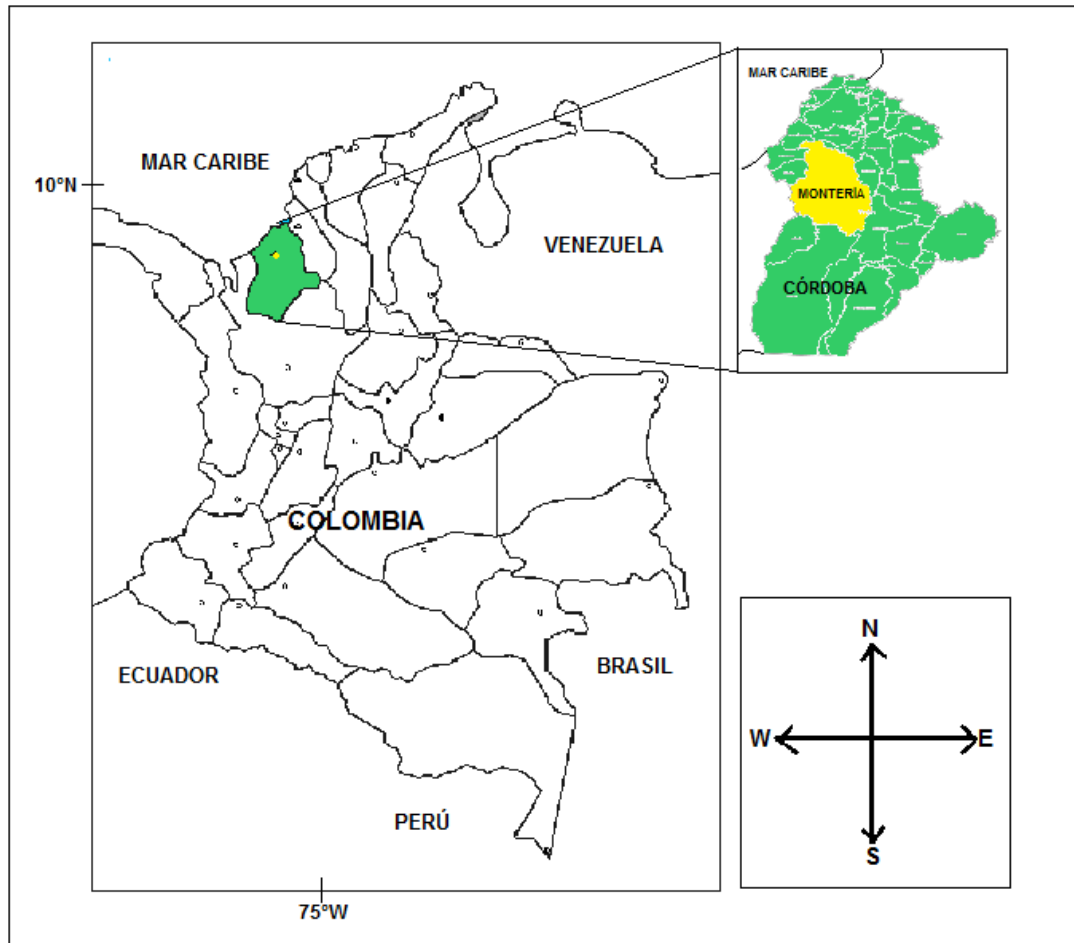 MAR CARIBE
MAR CARIBE
10°N
MONTERÍA
VENEZUELA
CÓRDOBA
COLOMBIA
N
ECUADOR
BRASIL
W
E
PERÚ
S
75°W